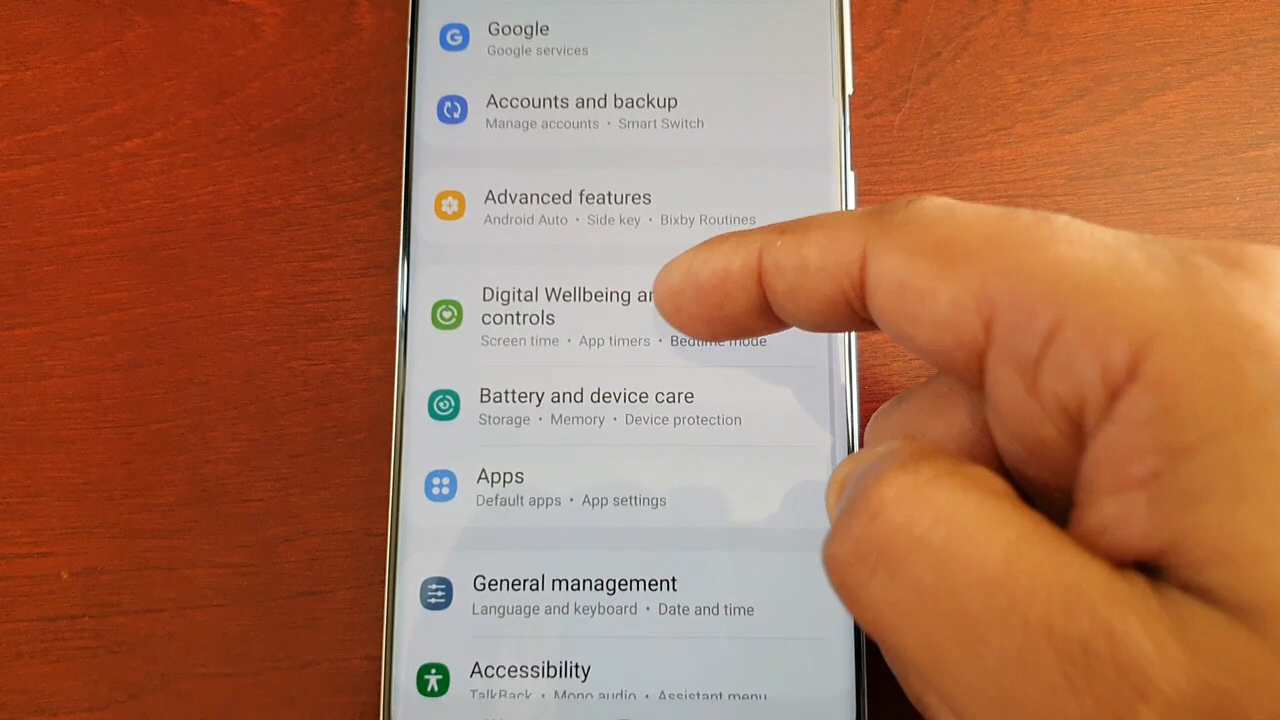 Google
Google services
Accounts and backup
Manage accounts • Smart Switch
Advanced features
Android Auto • Side key • Bixby Routines
Digital Wellbeing
controls
Screen time • App timers • Bedtime mode
Battery and device care
Storage • Memory • Device protection
Apps
Default apps • App settings
General management
Language and keyboard • Date and time
Accessibility
TalkBack • Mono audio • Assistant menu